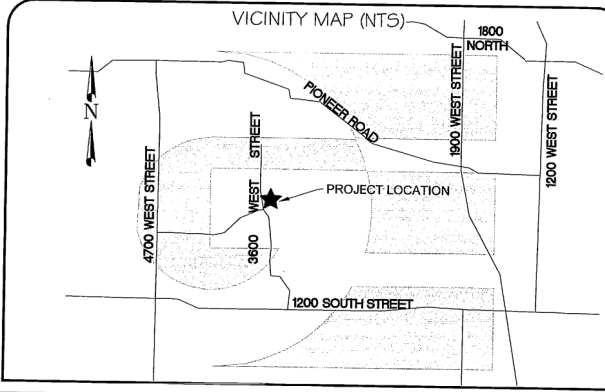 VICINITY MAP (NTS)
1800
NORTH
N
PIONEER ROAD
1900 WEST STREET
1200 WEST STREET
4700 WEST STREET
3600 WEST STREET
PROJECT LOCATION
1200 SOUTH STREET